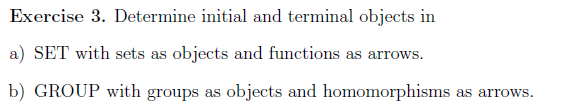 Exercise 3. Determine initial and terminal objects in
a) SET with sets as objects and functions as arrows.
b) GROUP with groups as objects and homomorphisms as arrows.